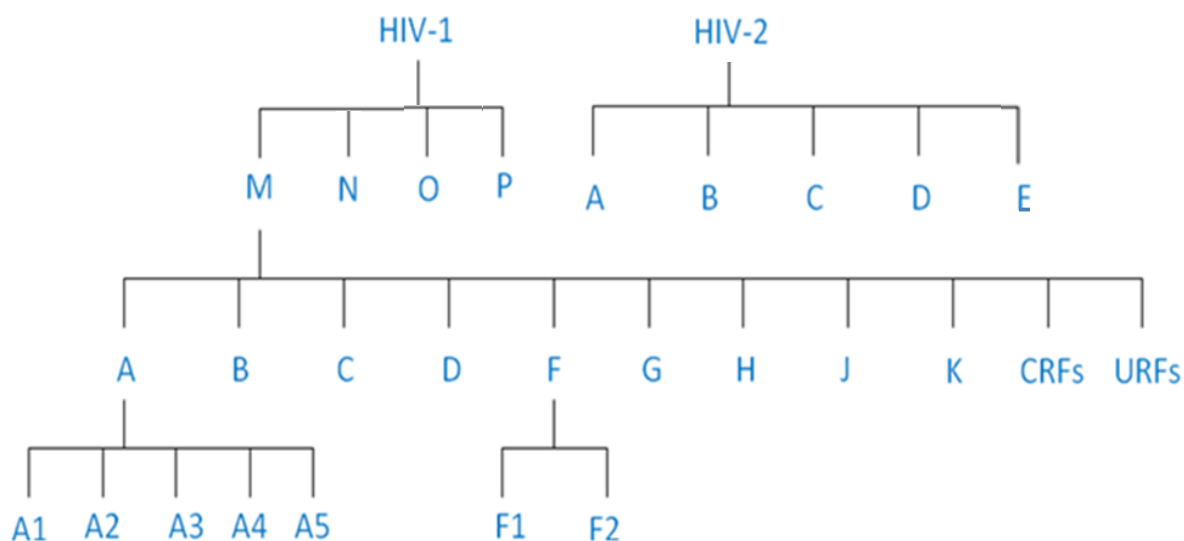 HIV-1 HIV-2
M N O P A B C D E
A B C D F G H J K CRFs URFs
A1 A2 A3 A4 A5 F1 F2